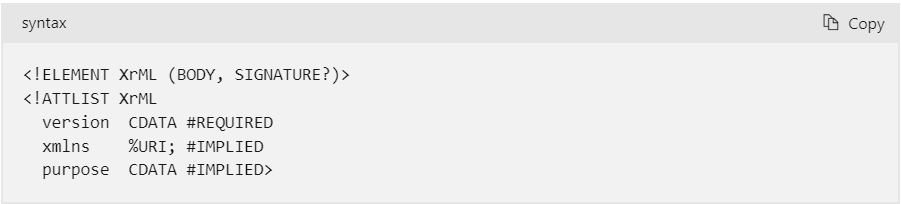 syntax
Copy
<!ELEMENT XrML (BODY, SIGNATURE?)>
<!ATTLIST XrML
  version  CDATA #REQUIRED
  xmlns    %URI; #IMPLIED
  purpose  CDATA #IMPLIED>